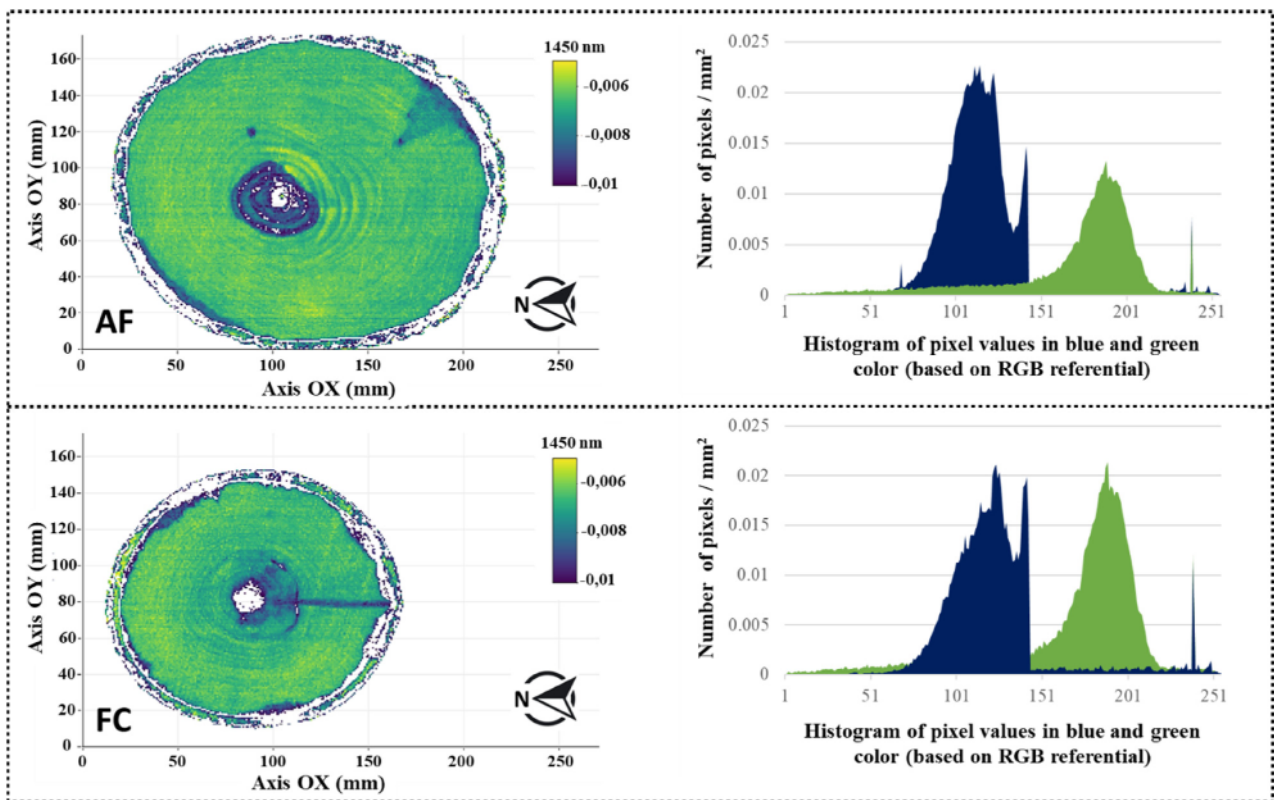 160
140
120
100
80
60
40
20
0
Axis OY (mm)
0 50 100 150 200 250
Axis OX (mm)
AF
N
1450 nm
-0,006
-0,008
-0,01
0.025
0.02
0.015
0.01
0.005
0
Number of pixels / mm²
1 51 101 151 201 251
Histogram of pixel values in blue and green
color (based on RGB referential)
160
140
120
100
80
60
40
20
0
Axis OY (mm)
0 50 100 150 200 250
Axis OX (mm)
FC
N
1450 nm
-0,006
-0,008
-0,01
0.025
0.02
0.015
0.01
0.005
0
Number of pixels / mm²
1 51 101 151 201 251
Histogram of pixel values in blue and green
color (based on RGB referential)